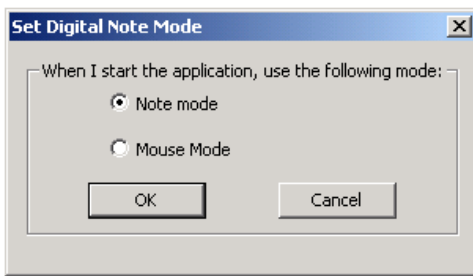 Set Digital Note Mode
When I start the application, use the following mode:
Note mode
Mouse Mode
OK Cancel